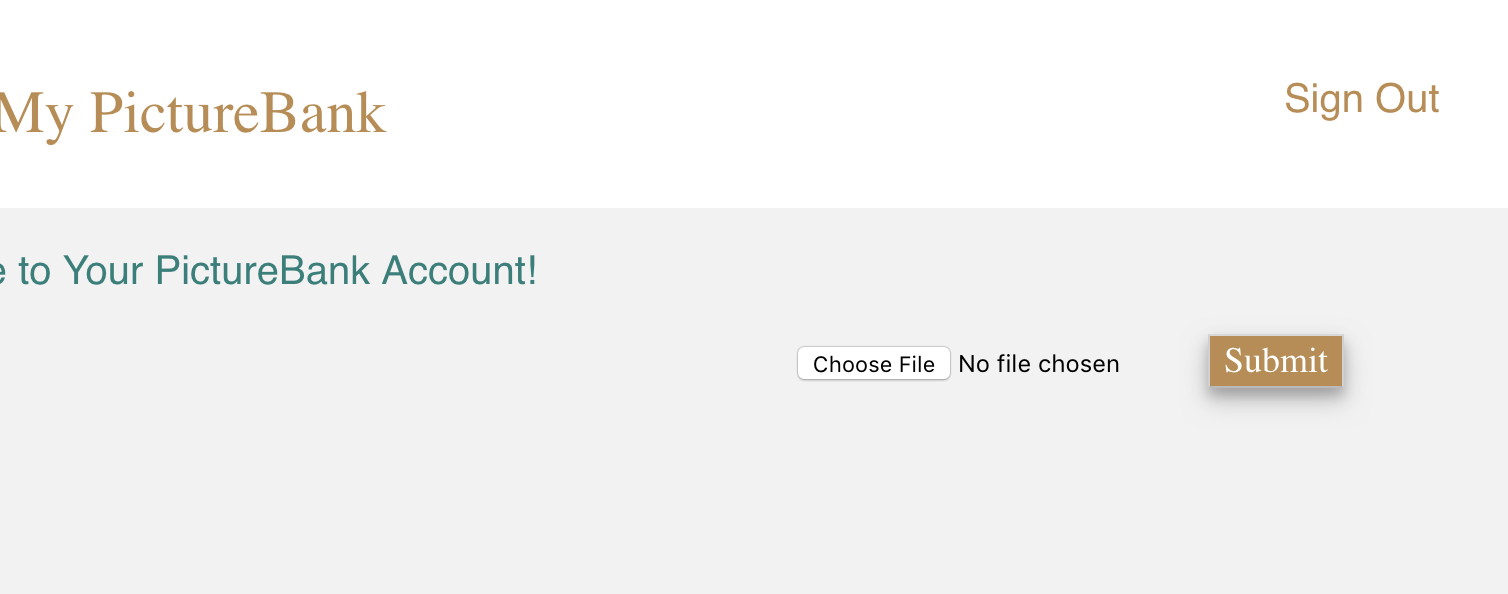 My PictureBank
Sign Out
to Your PictureBank Account!
Choose File No file chosen
Submit